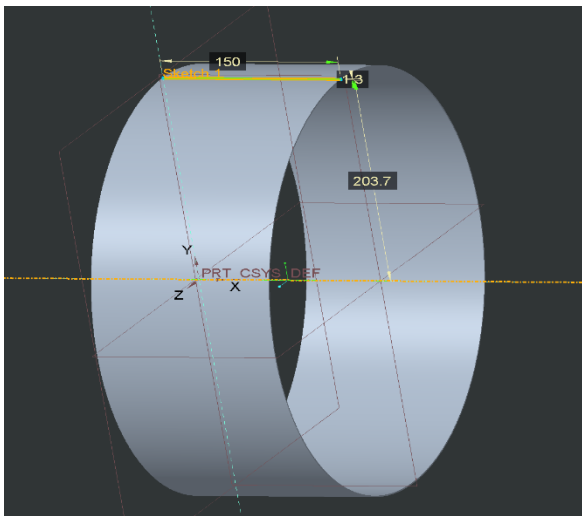 150
Sketch 1
1.3
203.7
Y
PRT_CSYS_DEF
X
Z